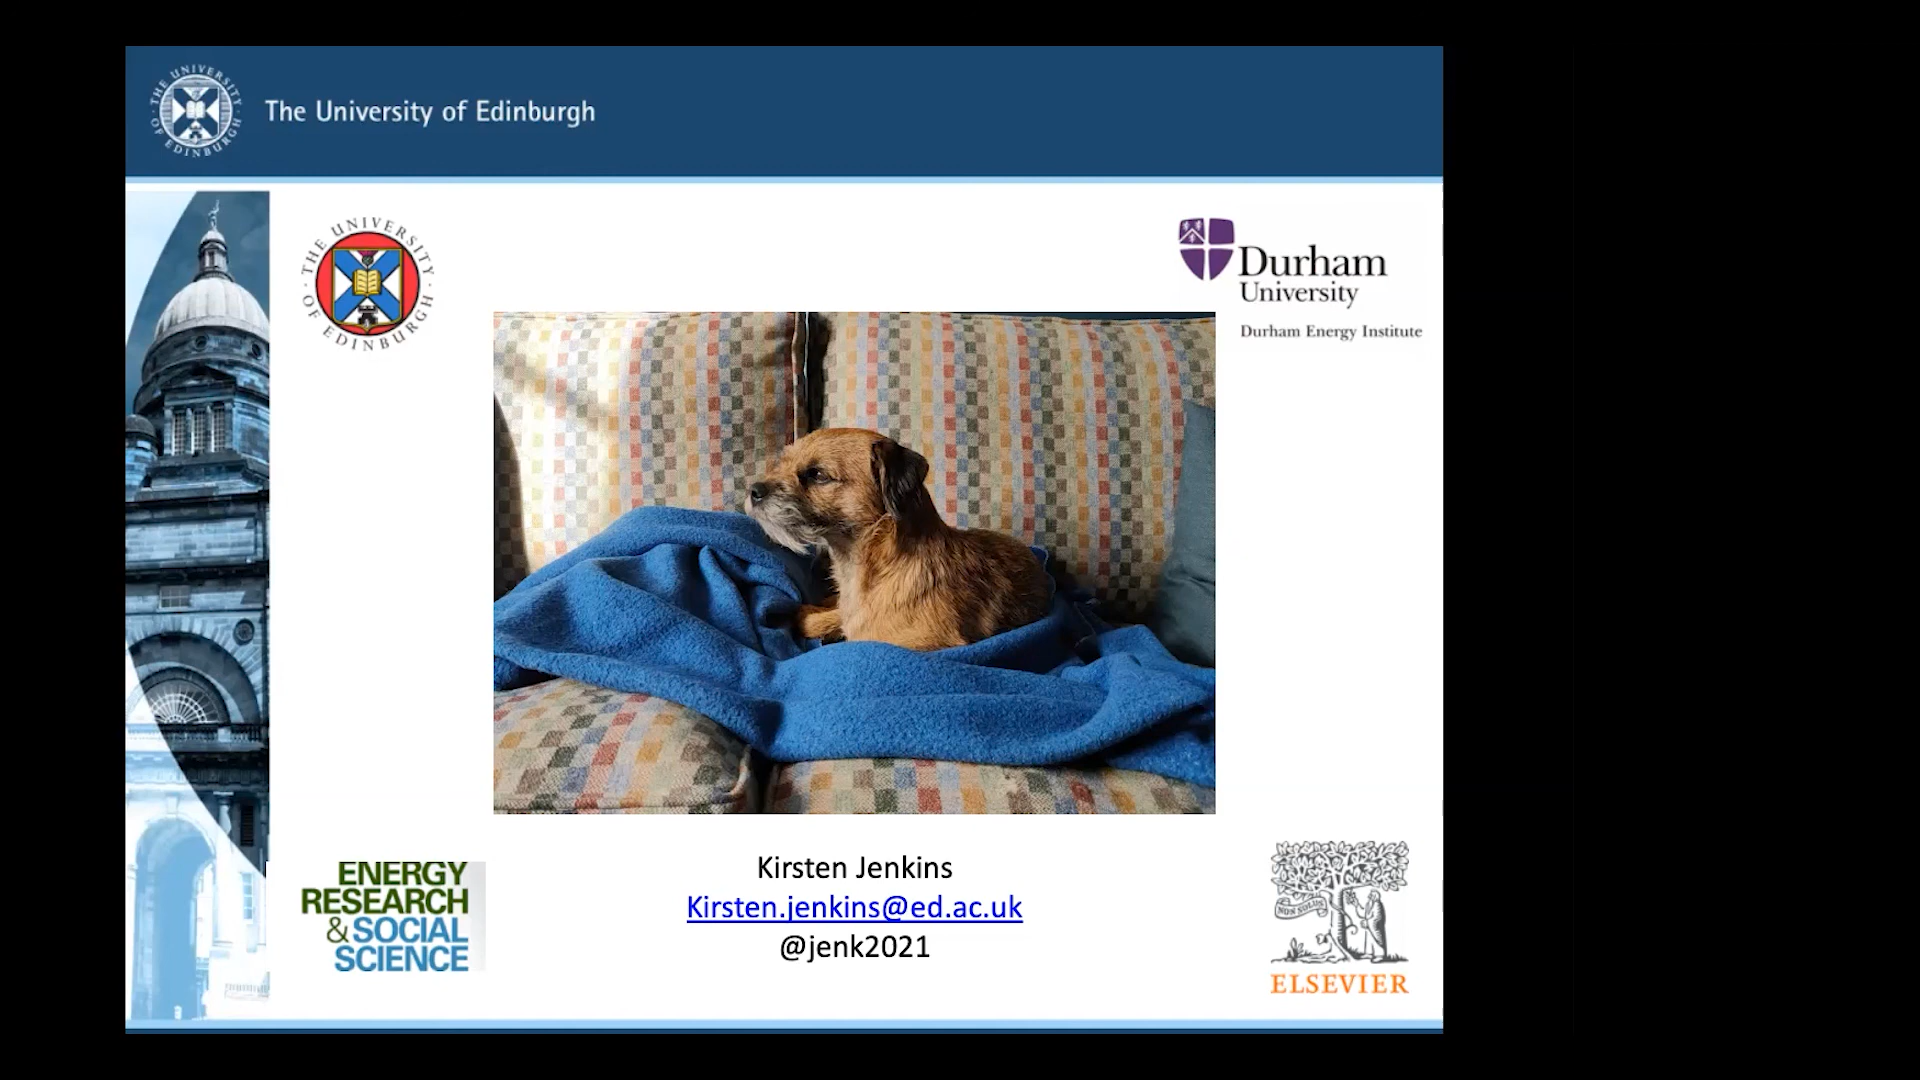 THE UNIVERSITY OF EDINBURGH
The University of Edinburgh
THE UNIVERSITY OF EDINBURGH
Durham
University
Durham Energy Institute
ENERGY
RESEARCH
& SOCIAL
SCIENCE
Kirsten Jenkins
Kirsten.jenkins@ed.ac.uk
@jenk2021
NON SOLUS
ELSEVIER